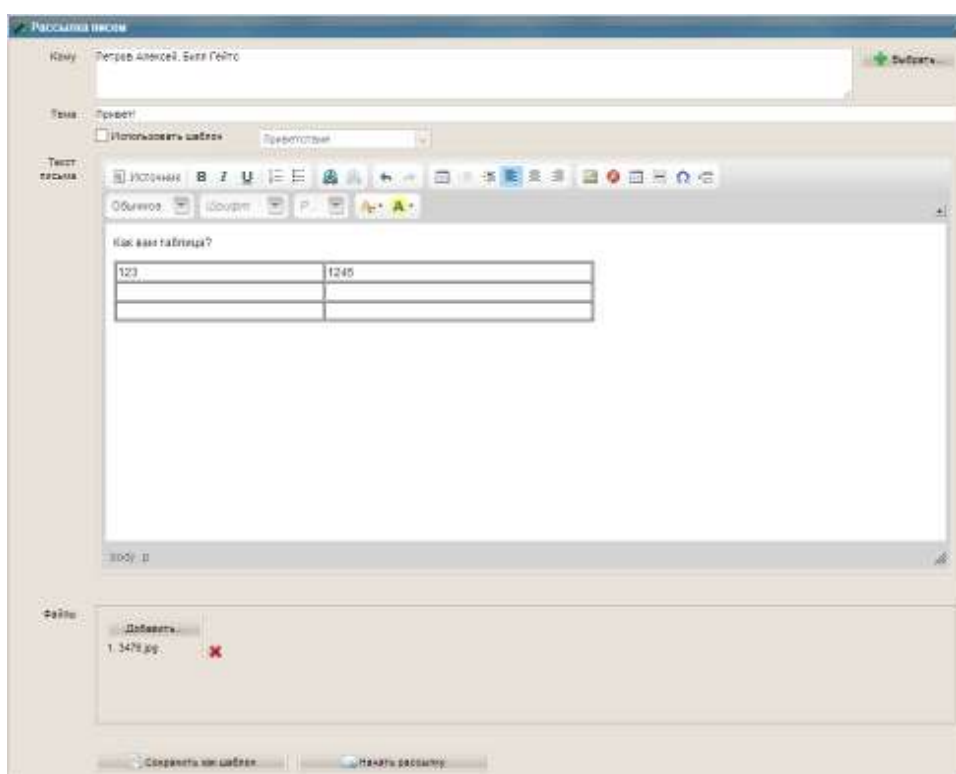 Рассылка писем
Кому Петров Алексей, Билл Гейтс Выбрать...
Тема Привет!
Использовать шаблон Приветствие
Текст письма
Источник B I U
Обычное Шрифт Р... A A
Как вам таблица?
123 1245
body p
Файлы
Добавить...
1. 3476.jpg
Сохранить как шаблон Начать рассылку